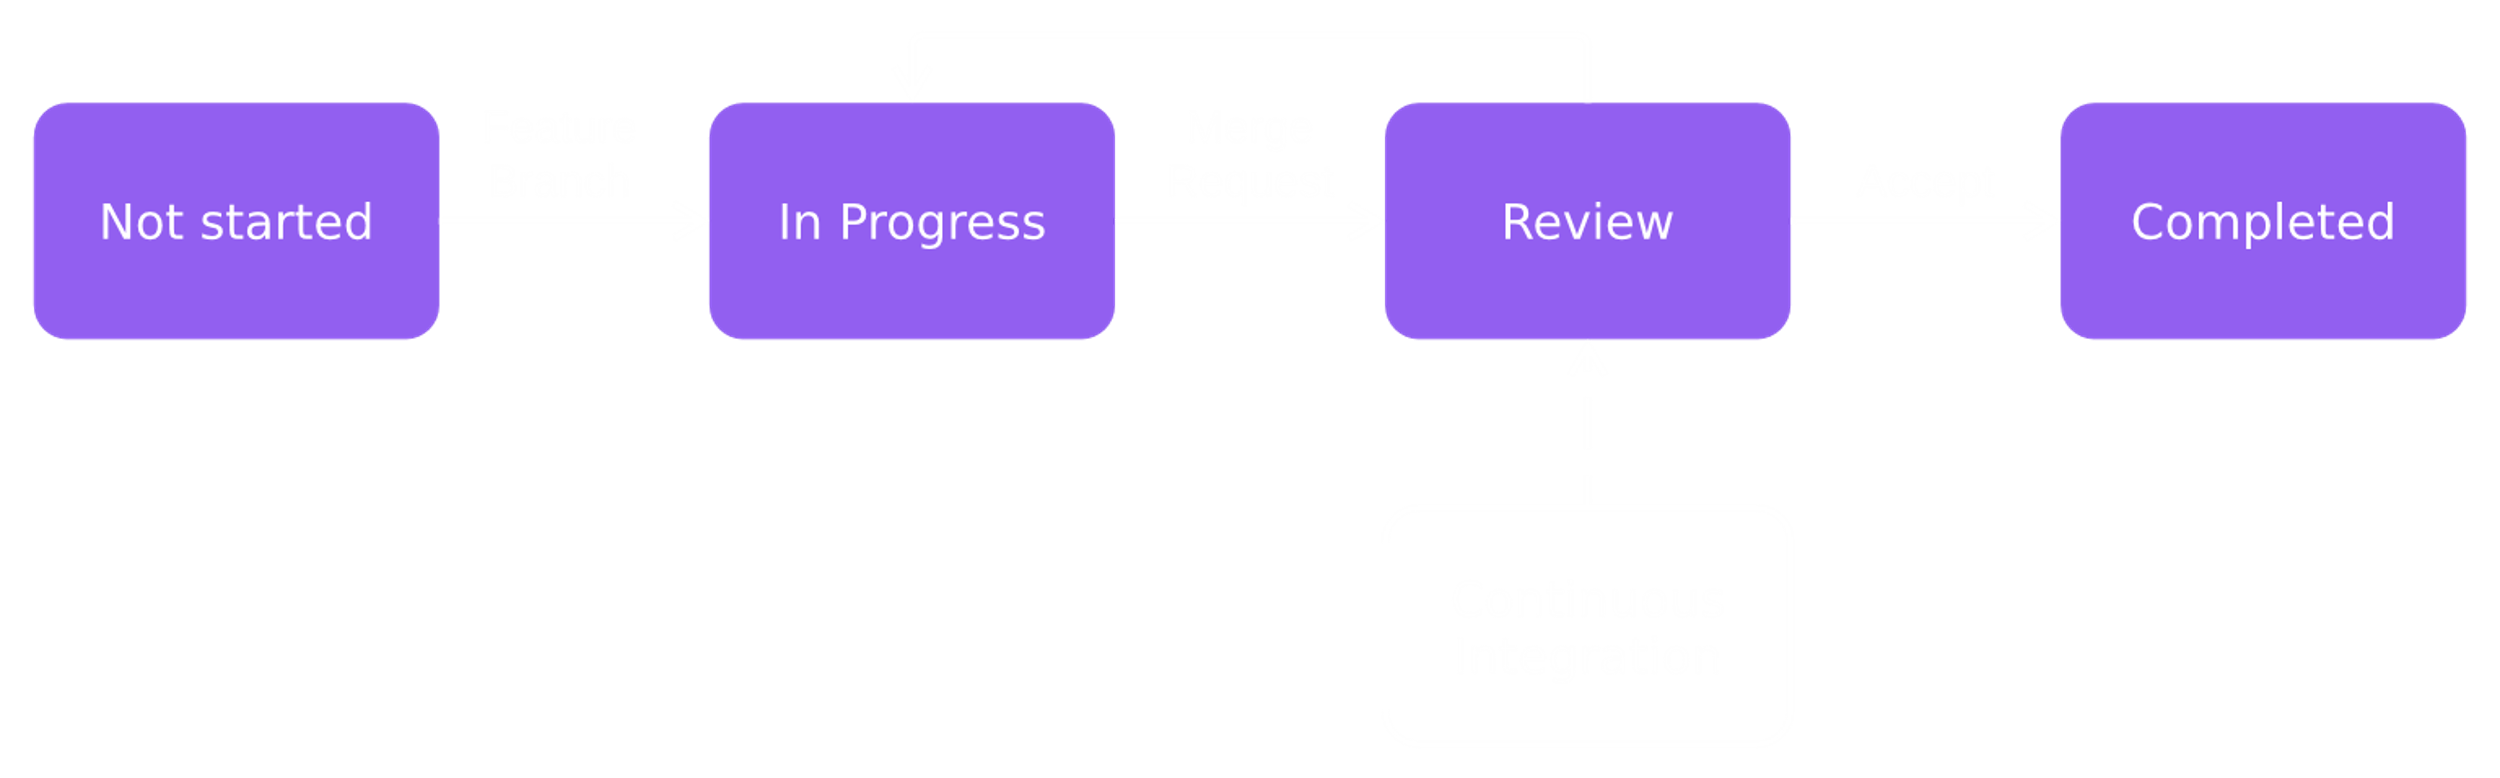 Not started
In Progress
Review
Completed